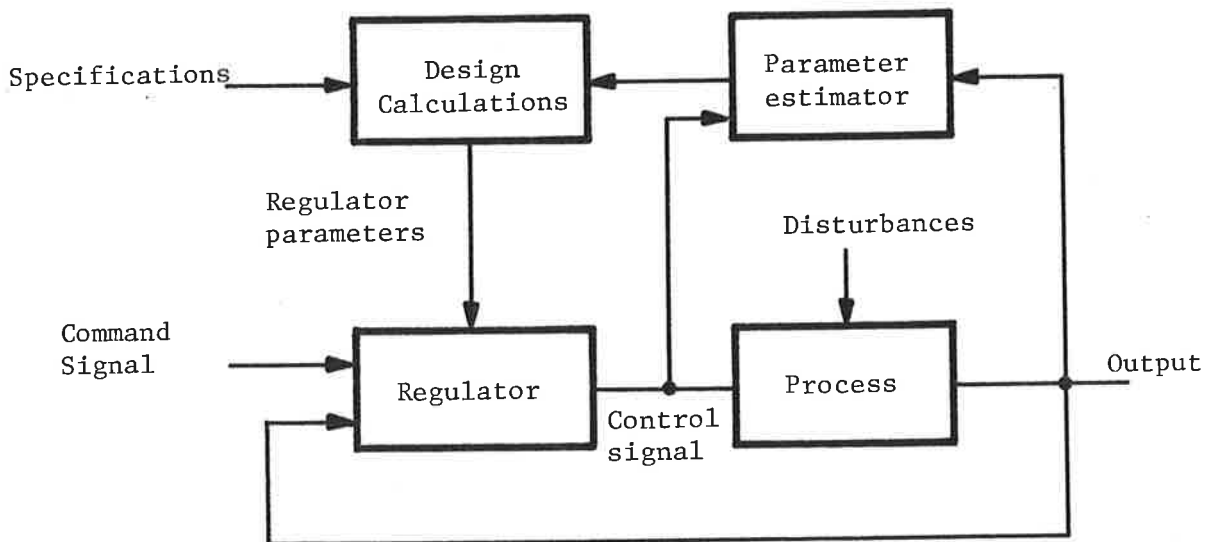 Specifications
Design
Calculations
Parameter
estimator
Regulator
parameters
Disturbances
Command
Signal
Regulator
Control
signal
Process
Output